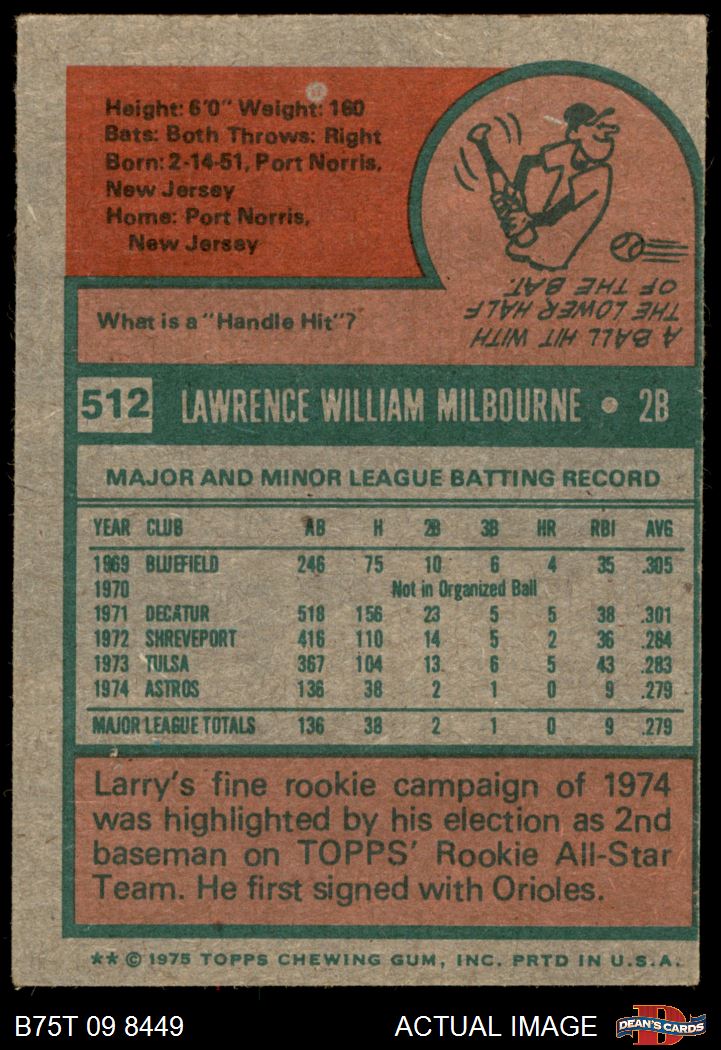 Height: 6'0" Weight: 160
Bats: Both Throws: Right
Born: 2-14-51, Port Norris,
New Jersey
Home: Port Norris,
New Jersey
What is a "Handle Hit"?
A BALL HIT WITH
THE LOWER HALF
OF THE BAT.
512 LAWRENCE WILLIAM MILBOURNE • 2B
MAJOR AND MINOR LEAGUE BATTING RECORD
YEAR CLUB AB H 2B 3B HR RBI AVG
1969 BLUEFIELD 246 75 10 6 4 35 .305
1970 Not in Organized Ball
1971 DECATUR 518 156 23 5 5 38 .301
1972 SHREVEPORT 416 110 14 5 2 36 .264
1973 TULSA 367 104 13 6 5 43 .283
1974 ASTROS 136 38 2 1 0 9 .279
MAJOR LEAGUE TOTALS 136 38 2 1 0 9 .279
Larry's fine rookie campaign of 1974
was highlighted by his election as 2nd
baseman on TOPPS' Rookie All-Star
Team. He first signed with Orioles.
** © 1975 TOPPS CHEWING GUM, INC. PRTD IN U.S.A.
B75T 09 8449 ACTUAL IMAGE DEAN'S CARDS